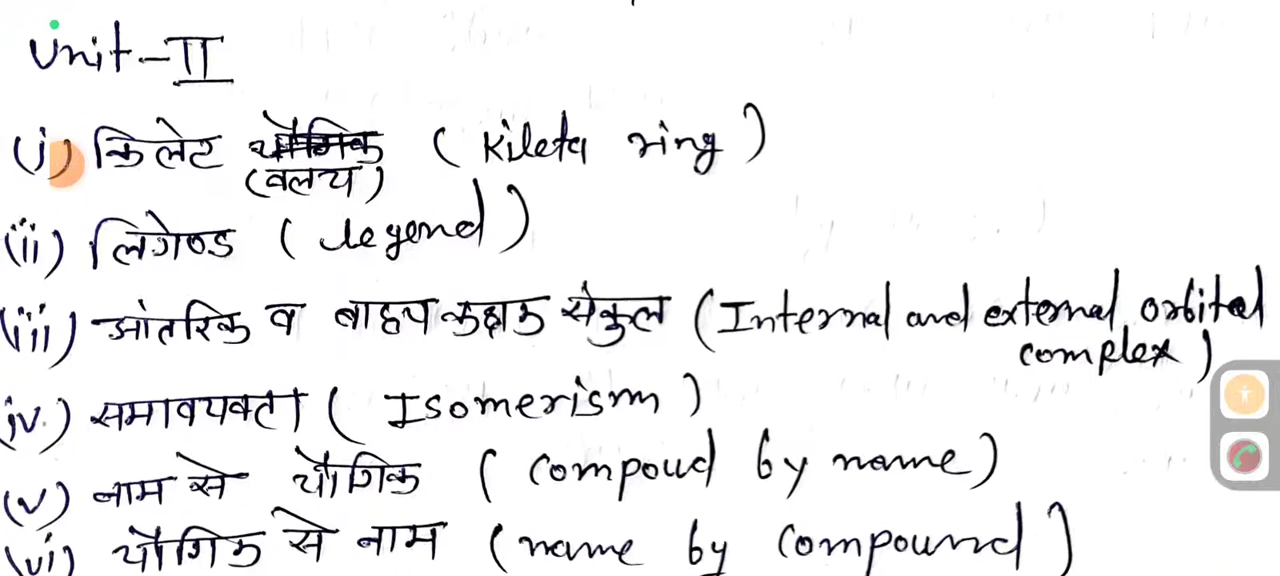 Unit-II
(i) किलेट यौगिक (Kileta ring)
(वलय)
(ii) लिगेण्ड (legend)
(iii) आंतरिक व बाह्य कक्षक संकुल (Internal and external orbital
complex)
(iv) समावयवता (Isomerism)
(v) नाम से यौगिक (compoud by name)
(vi) यौगिक से नाम (name by compound)